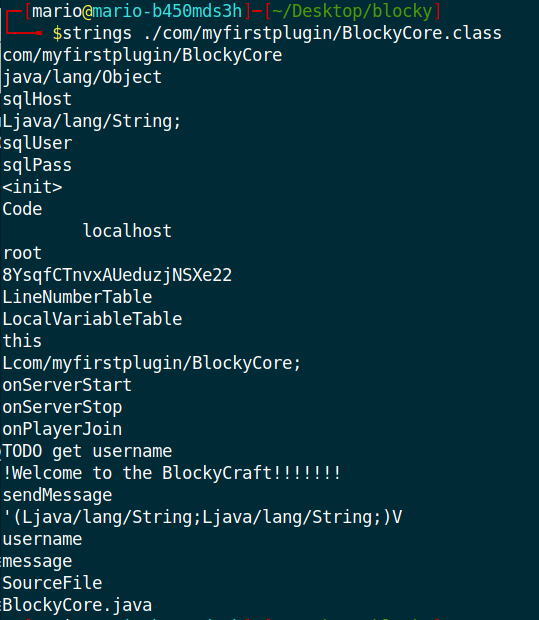 [mario@mario-b450mds3h]-[~/Desktop/blocky]
$strings ./com/myfirstplugin/BlockyCore.class
com/myfirstplugin/BlockyCore
java/lang/Object
sqlHost
Ljava/lang/String;
sqlUser
sqlPass
<init>
Code
localhost
root
8YsqfCTnvxAUeduzjNSXe22
LineNumberTable
LocalVariableTable
this
Lcom/myfirstplugin/BlockyCore;
onServerStart
onServerStop
onPlayerJoin
TODO get username
!Welcome to the BlockyCraft!!!!!!!
sendMessage
'(Ljava/lang/String;Ljava/lang/String;)V
username
message
SourceFile
BlockyCore.java